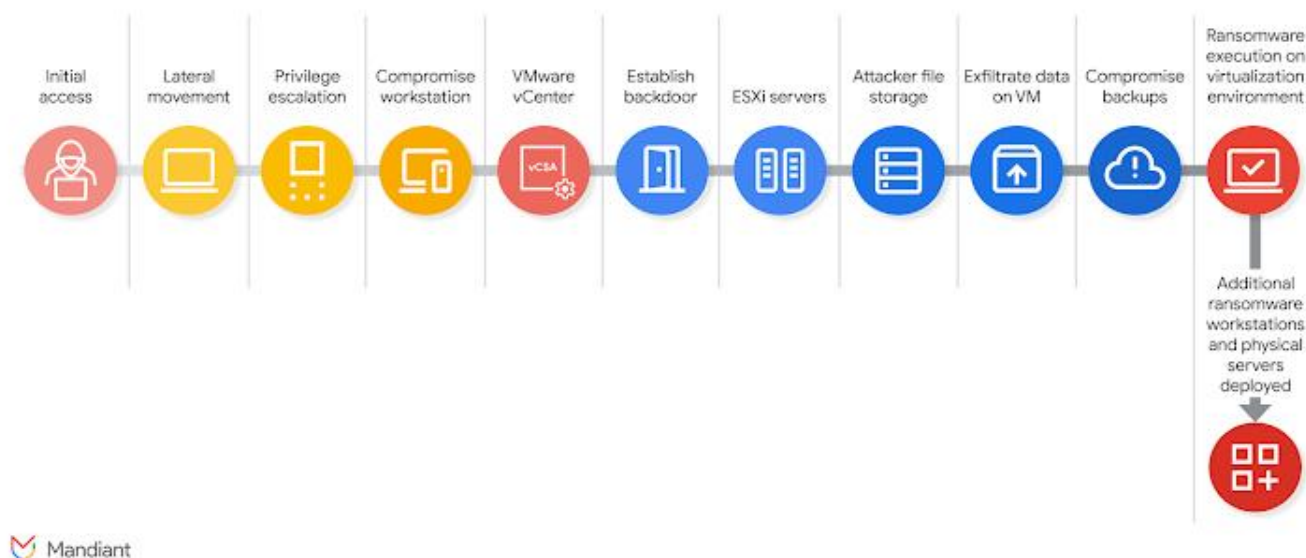 Initial
access
Lateral
movement
Privilege
escalation
Compromise
workstation
VMware
vCenter
Establish
backdoor
ESXi servers
Attacker file
storage
Exfiltrate data
on VM
Compromise
backups
Ransomware
execution on
virtualization
environment
vCSA
Additional
ransomware
workstations
and physical
servers
deployed
Mandiant